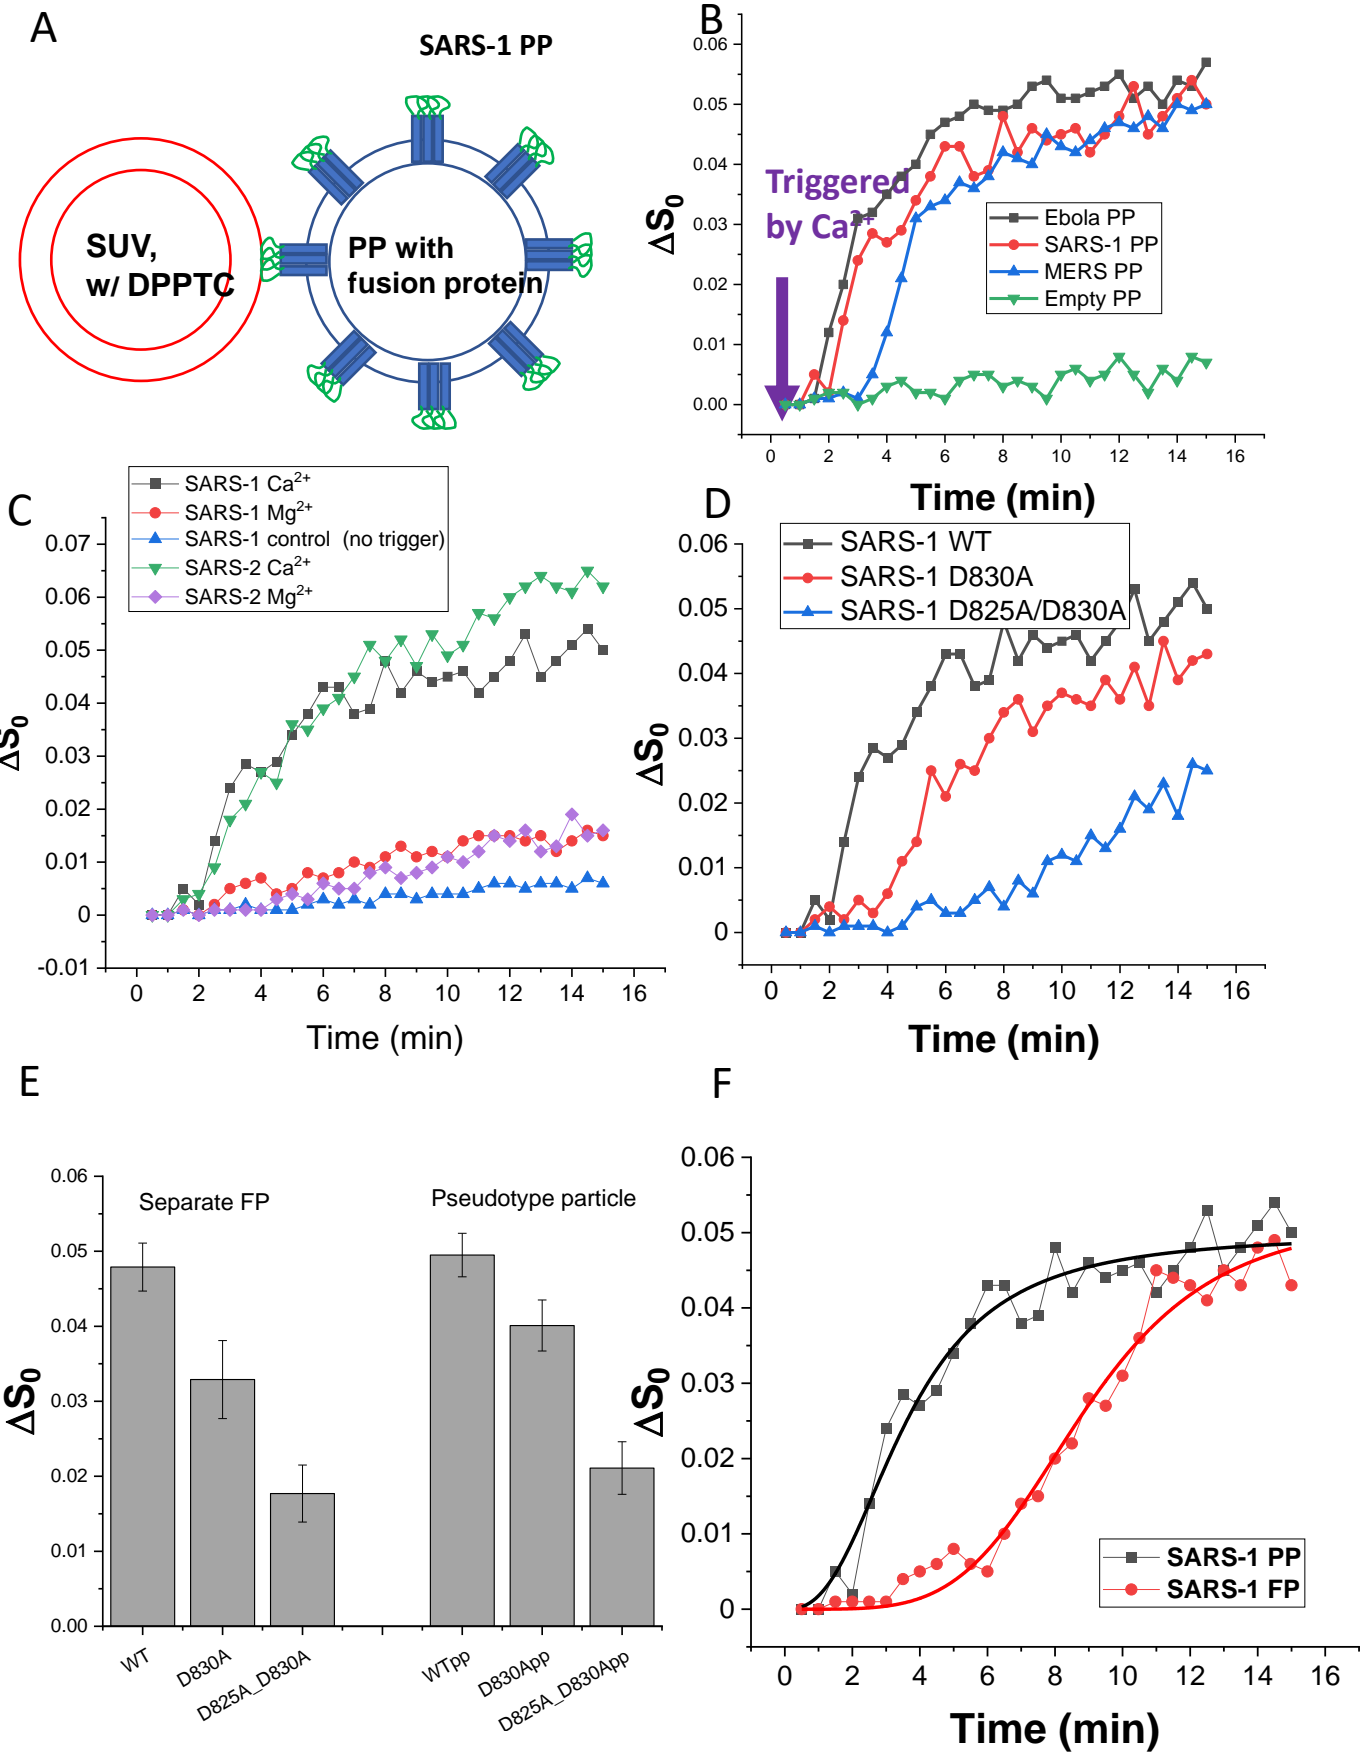 A
SARS-1 PP
SUV,
w/ DPPTC
PP with
fusion protein
B
0.06
0.05
0.04
0.03
0.02
0.01
0.00
ΔS0
Triggered
by Ca2+
Ebola PP
SARS-1 PP
MERS PP
Empty PP
0 2 4 6 8 10 12 14 16
Time (min)
C
SARS-1 Ca2+
SARS-1 Mg2+
SARS-1 control (no trigger)
SARS-2 Ca2+
SARS-2 Mg2+
0.07
0.06
0.05
0.04
0.03
0.02
0.01
0
-0.01
ΔS0
0 2 4 6 8 10 12 14 16
Time (min)
D
SARS-1 WT
SARS-1 D830A
SARS-1 D825A/D830A
0.06
0.05
0.04
0.03
0.02
0.01
0
ΔS0
0 2 4 6 8 10 12 14 16
Time (min)
E
0.06
0.05
0.04
0.03
0.02
0.01
0.00
ΔS0
Separate FP
Pseudotype particle
WT
D830A
D825A_D830A
WTpp
D830App
D825A_D830App
F
0.06
0.05
0.04
0.03
0.02
0.01
0
ΔS0
SARS-1 PP
SARS-1 FP
0 2 4 6 8 10 12 14 16
Time (min)